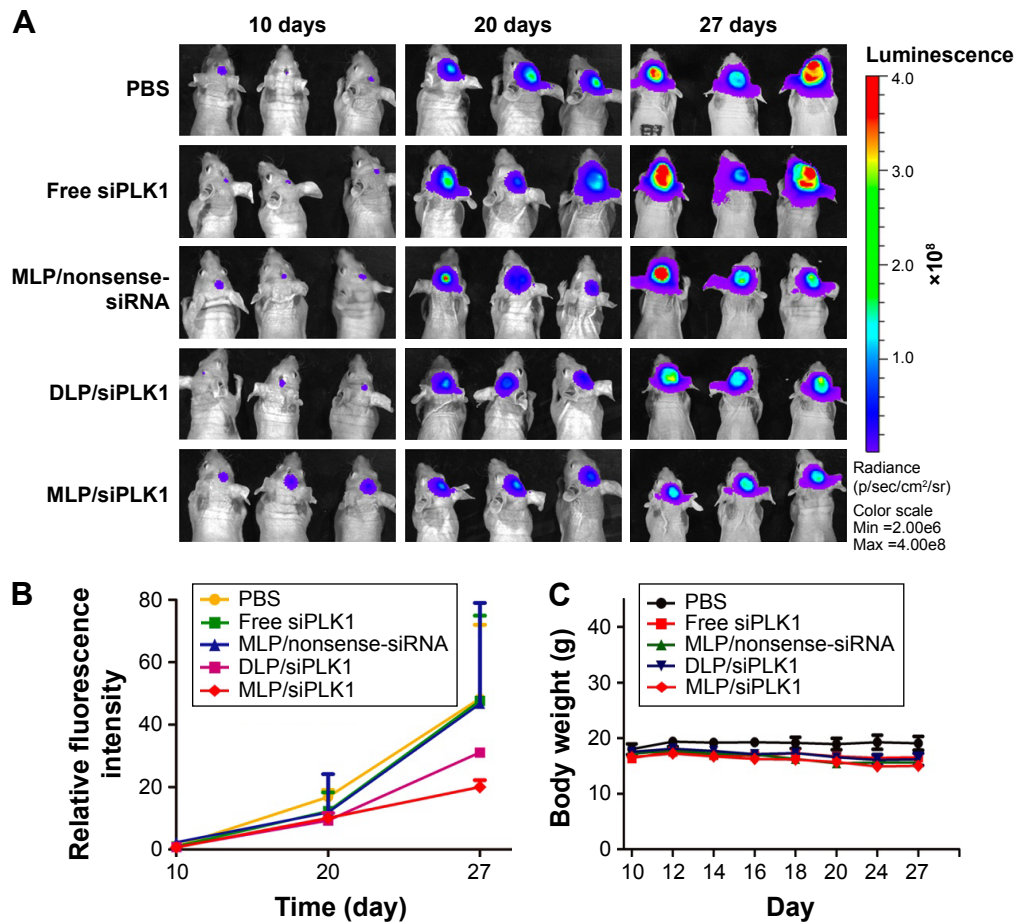 A
10 days
20 days
27 days
PBS
Free siPLK1
MLP/nonsense-
siRNA
DLP/siPLK1
MLP/siPLK1
Luminescence
4.0
3.0
2.0
1.0
×10⁸
Radiance
(p/sec/cm²/sr)
Color scale
Min =2.00e6
Max =4.00e8
B
PBS
Free siPLK1
MLP/nonsense-siRNA
DLP/siPLK1
MLP/siPLK1
Relative fluorescence
intensity
80
60
40
20
0
10
20
27
Time (day)
C
PBS
Free siPLK1
MLP/nonsense-siRNA
DLP/siPLK1
MLP/siPLK1
Body weight (g)
40
30
20
10
0
10 12 14 16 18 20 24 27
Day